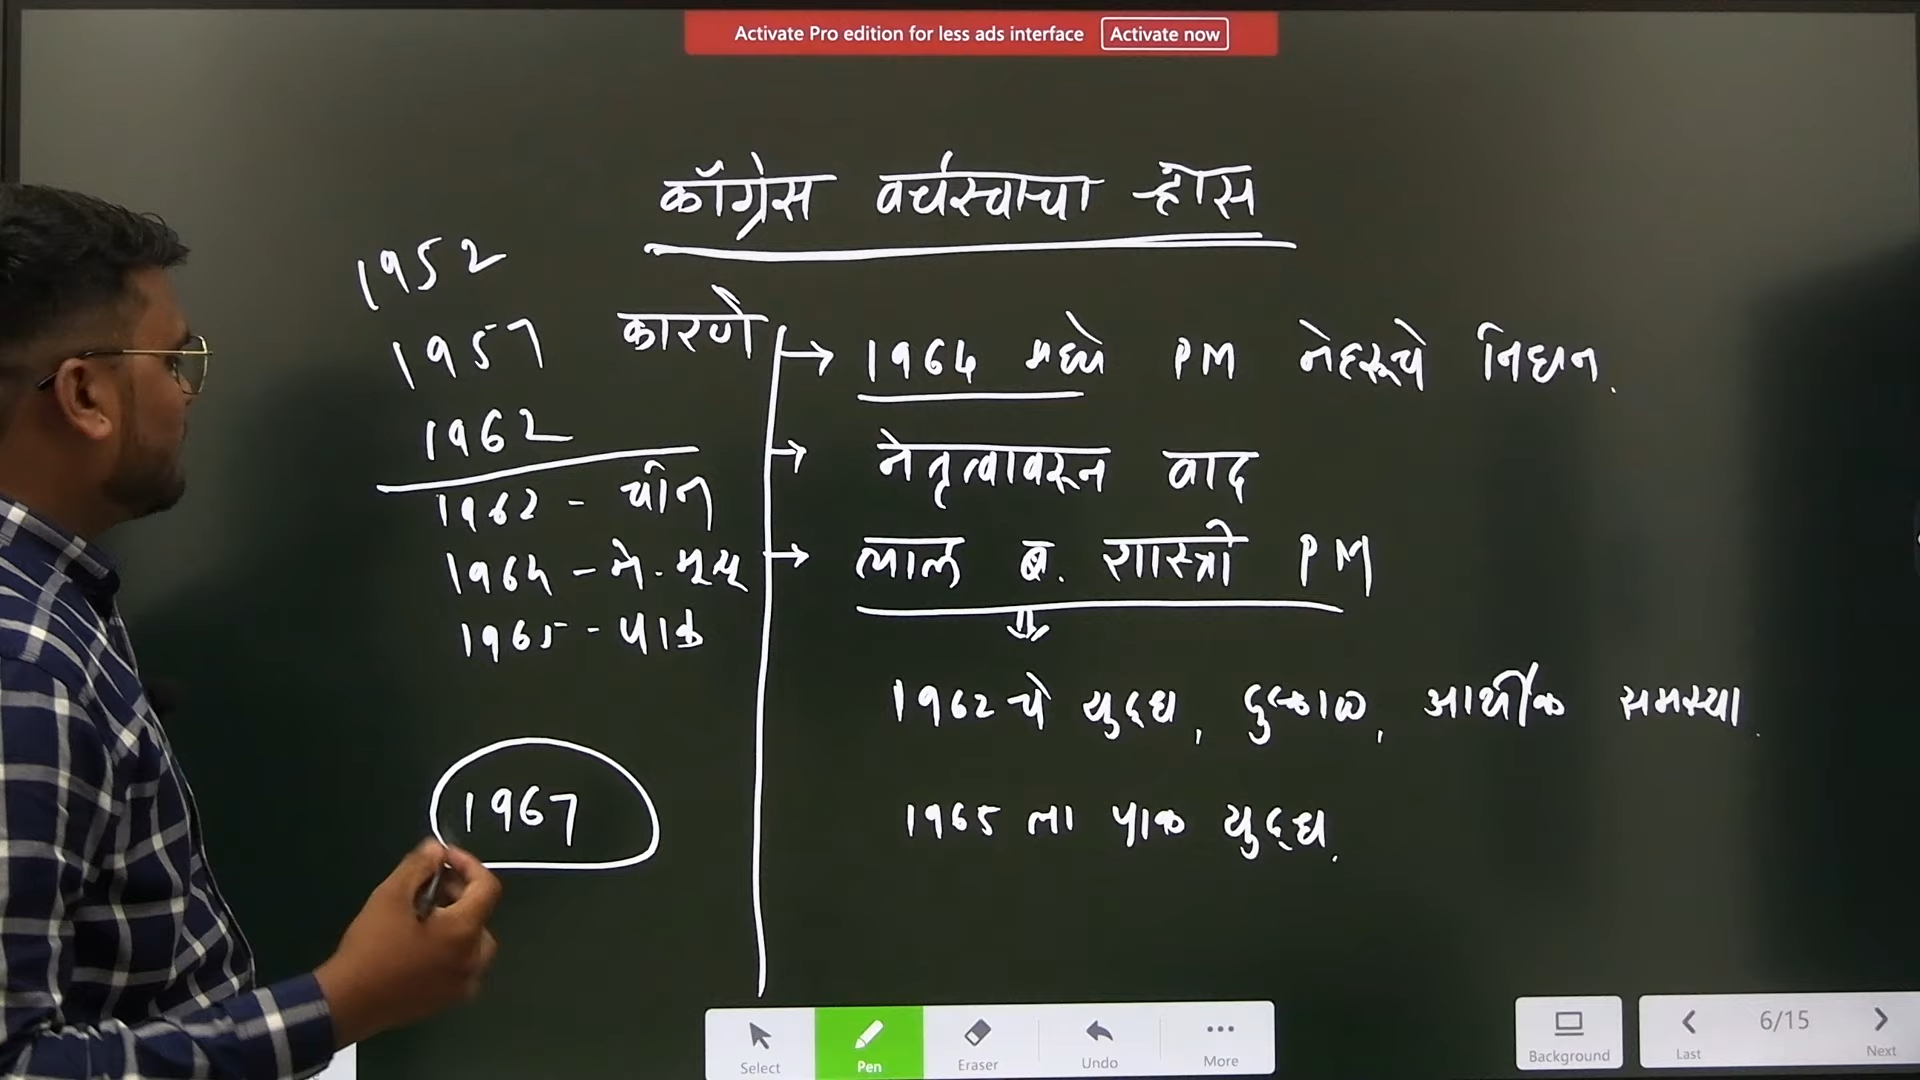 Activate Pro edition for less ads interface Activate now
काँग्रेस वर्चस्वाचा ऱ्हास
1952
1957
1962
1962 - चीन
1964 - ने. मृत्यू
1965 - पाक
1967
कारणे
→ 1964 मध्ये PM नेहरूचे निधन.
→ नेतृत्वावरून वाद
→ लाल ब. शास्त्री PM
⇓
1962 चे युद्ध, दुष्काळ, आर्थीक समस्या.
1965 ला पाक युद्ध.
Select Pen Eraser Undo More
Background
Last 6/15 Next